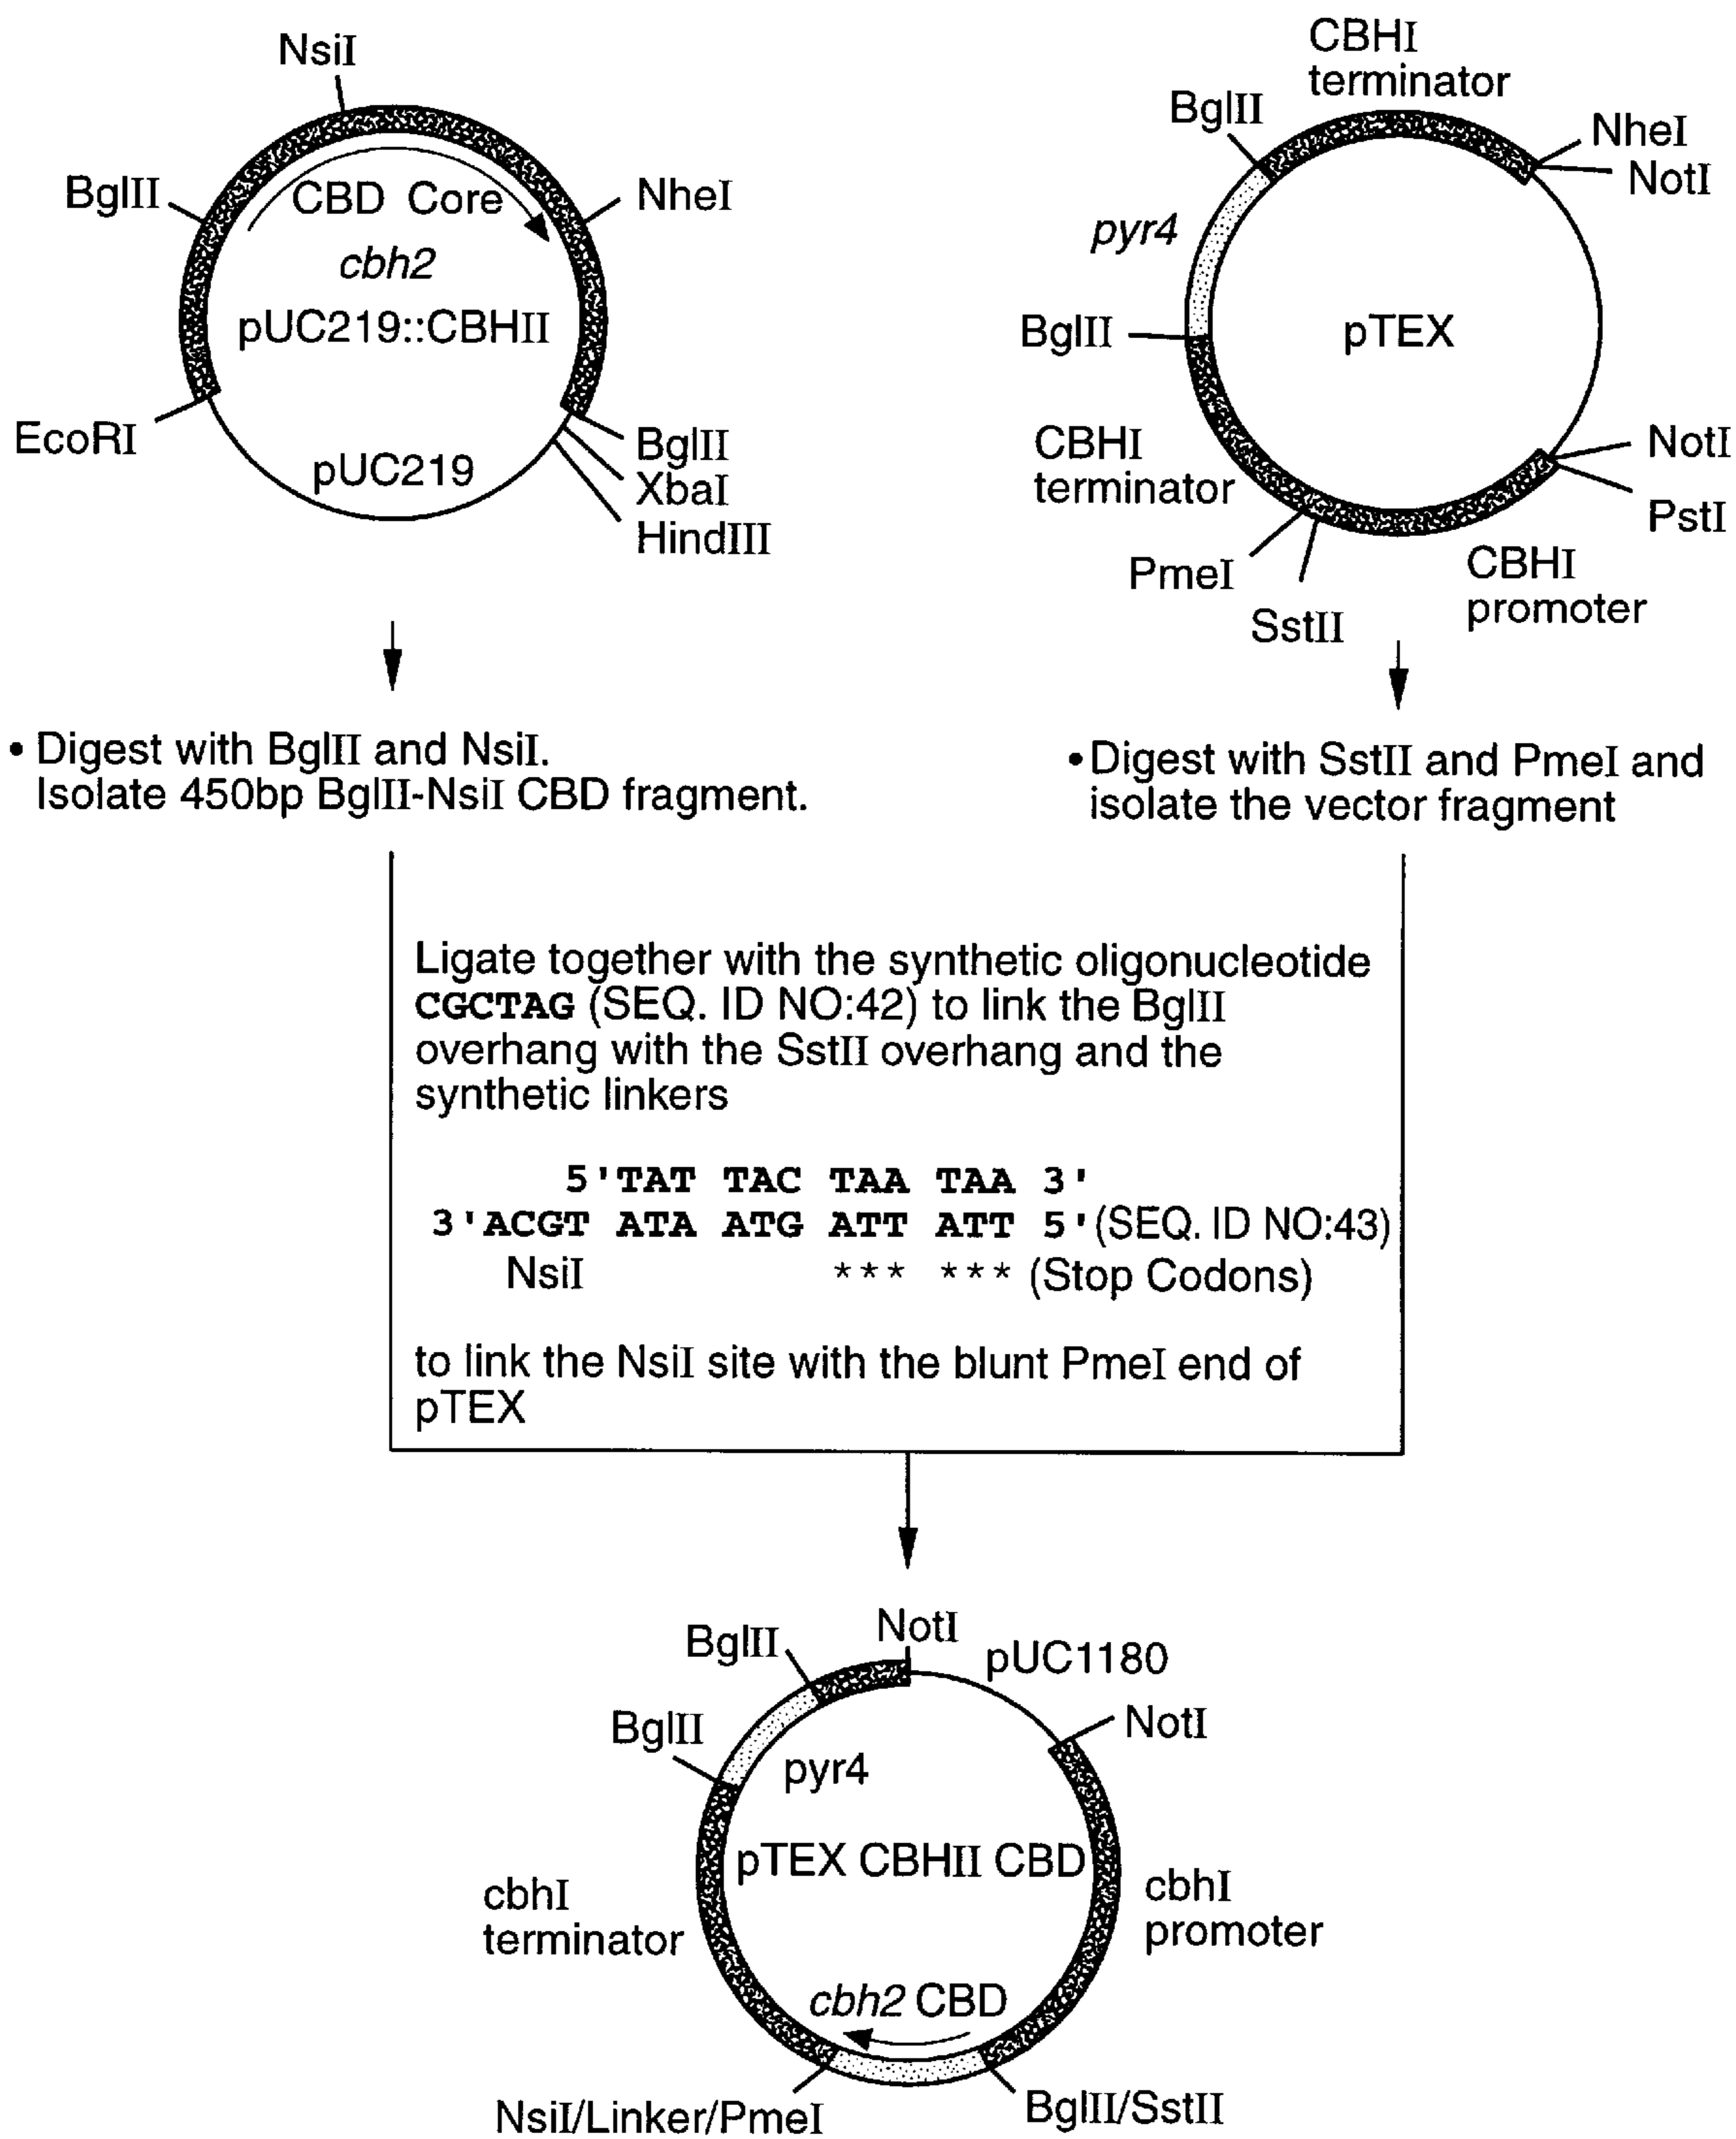 NsiI
BglII
NheI
CBD Core
cbh2
pUC219::CBHII
EcoRI
pUC219
BglII
XbaI
HindIII
CBHI
terminator
BglII
NheI
NotI
pyr4
BglII
pTEX
CBHI
terminator
NotI
PstI
PmeI
SstII
CBHI
promoter
• Digest with BglII and NsiI.
Isolate 450bp BglII-NsiI CBD fragment.
• Digest with SstII and PmeI and
isolate the vector fragment
Ligate together with the synthetic oligonucleotide
CGCTAG (SEQ. ID NO:42) to link the BglII
overhang with the SstII overhang and the
synthetic linkers
5'TAT TAC TAA TAA 3'
3'ACGT ATA ATG ATT ATT 5'(SEQ. ID NO:43)
NsiI *** *** (Stop Codons)
to link the NsiI site with the blunt PmeI end of
pTEX
NotI
BglII
pUC1180
NotI
BglII
pyr4
pTEX CBHII CBD
cbhI
terminator
cbhI
promoter
cbh2 CBD
NsiI/Linker/PmeI
BglII/SstII